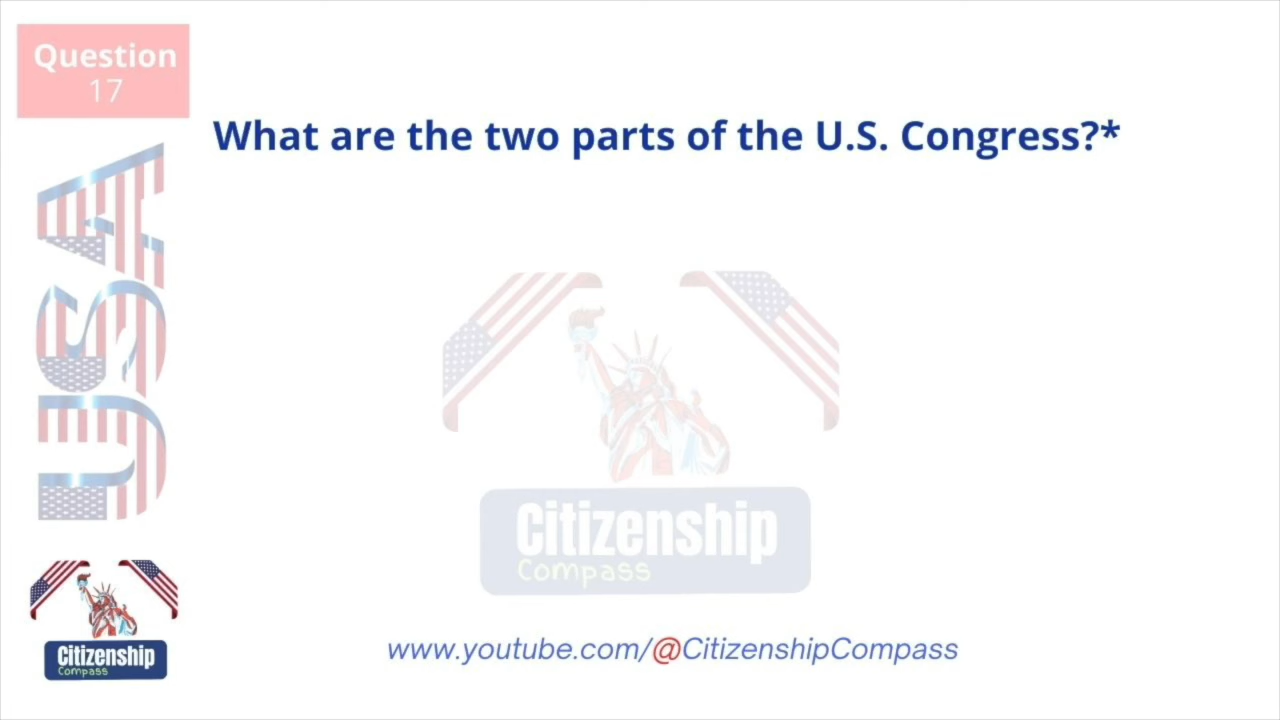 Question
17
What are the two parts of the U.S. Congress?*
USA
Citizenship
Compass
Citizenship
Compass
www.youtube.com/@CitizenshipCompass